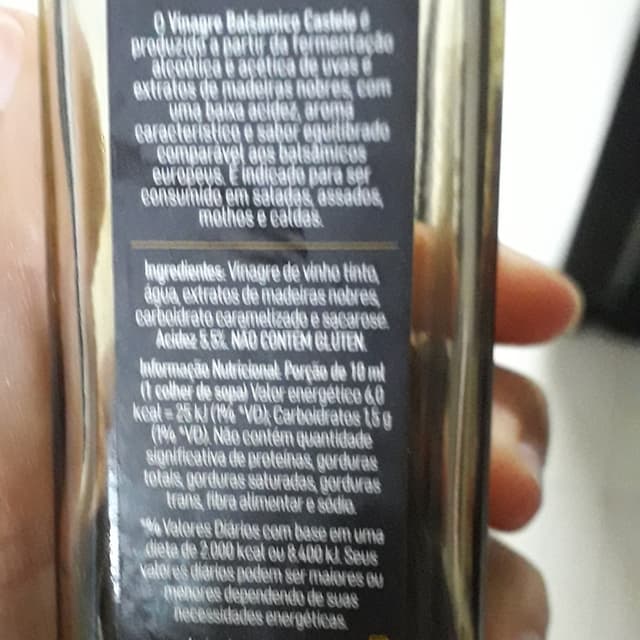 O Vinagre Balsâmico Castelo é
produzido a partir da fermentação
alcoólica e acética de uvas e
extratos de madeiras nobres, com
uma baixa acidez, aroma
característico e sabor equilibrado
comparável aos balsâmicos
europeus. É indicado para ser
consumido em saladas, assados,
molhos e caldas.
Ingredientes: Vinagre de vinho tinto,
água, extratos de madeiras nobres,
carboidrato caramelizado e sacarose.
Acidez 5,5%. NÃO CONTÉM GLÚTEN.
Informação Nutricional. Porção de 10 ml
(1 colher de sopa) Valor energético 6,0
kcal = 25 kJ (1% *VD); Carboidratos 1,5 g
(1% *VD). Não contém quantidade
significativa de proteínas, gorduras
totais, gorduras saturadas, gorduras
trans, fibra alimentar e sódio.
*% Valores Diários com base em uma
dieta de 2.000 kcal ou 8.400 kJ. Seus
valores diários podem ser maiores ou
menores dependendo de suas
necessidades energéticas.